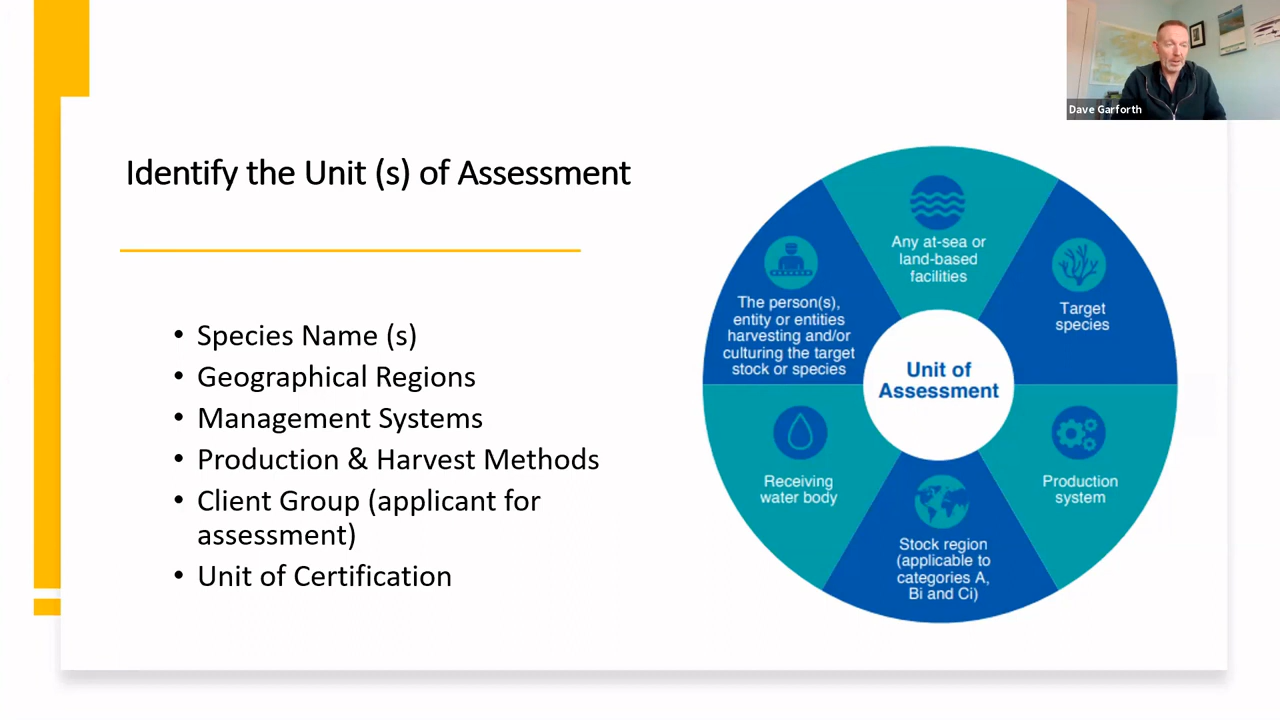 Dave Garforth
Identify the Unit (s) of Assessment
• Species Name (s)
• Geographical Regions
• Management Systems
• Production & Harvest Methods
• Client Group (applicant for
assessment)
• Unit of Certification
Any at-sea or
land-based
facilities
Target
species
Production
system
Stock region
(applicable to
categories A,
Bi and Ci)
Receiving
water body
The person(s),
entity or entities
harvesting and/or
culturing the target
stock or species
Unit of
Assessment